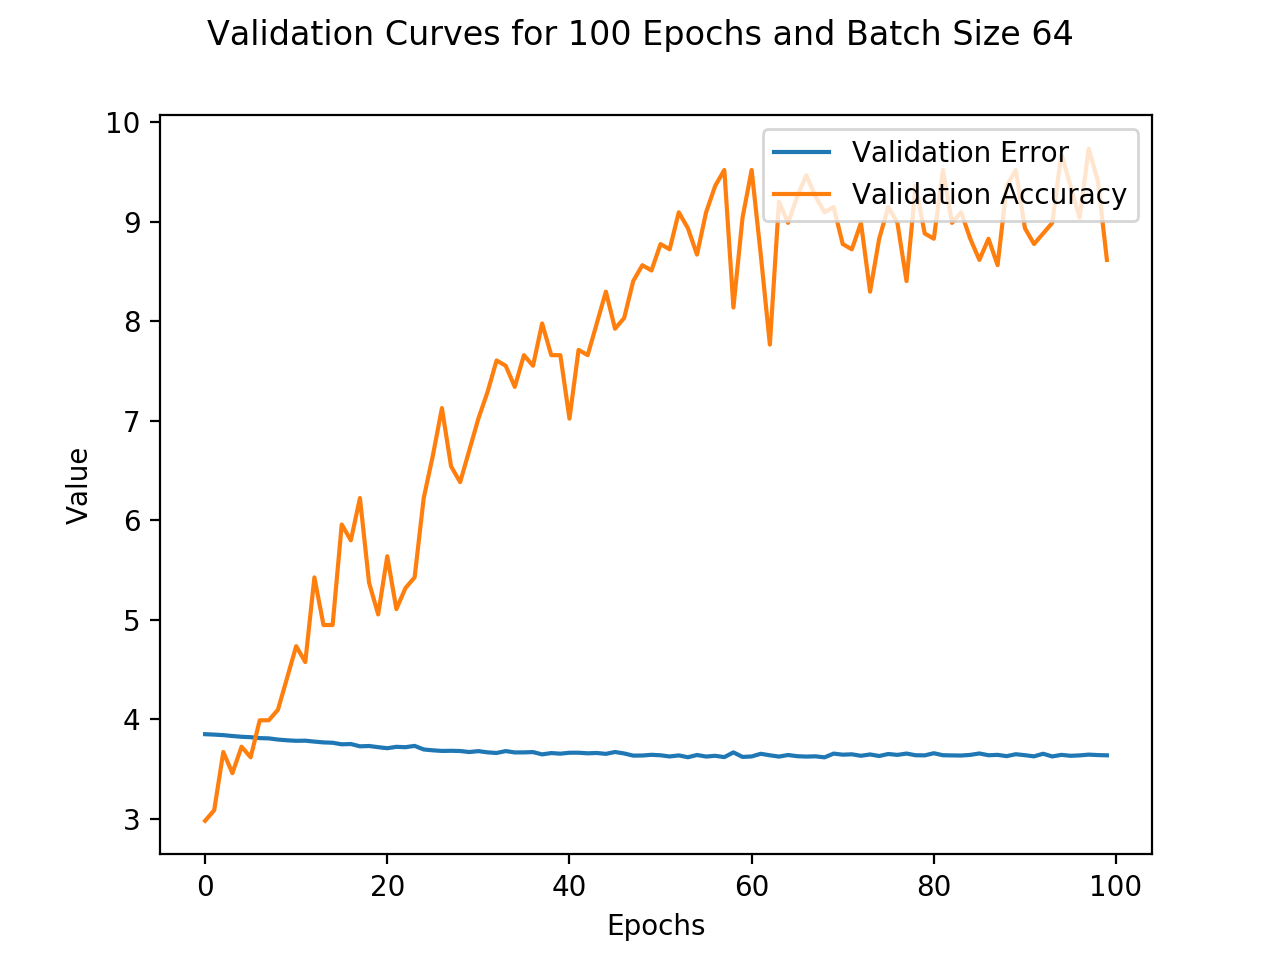 Validation Curves for 100 Epochs and Batch Size 64
10
Validation Error
Validation Accuracy
9
8
7
6
5
4
3
Value
0 20 40 60 80 100
Epochs